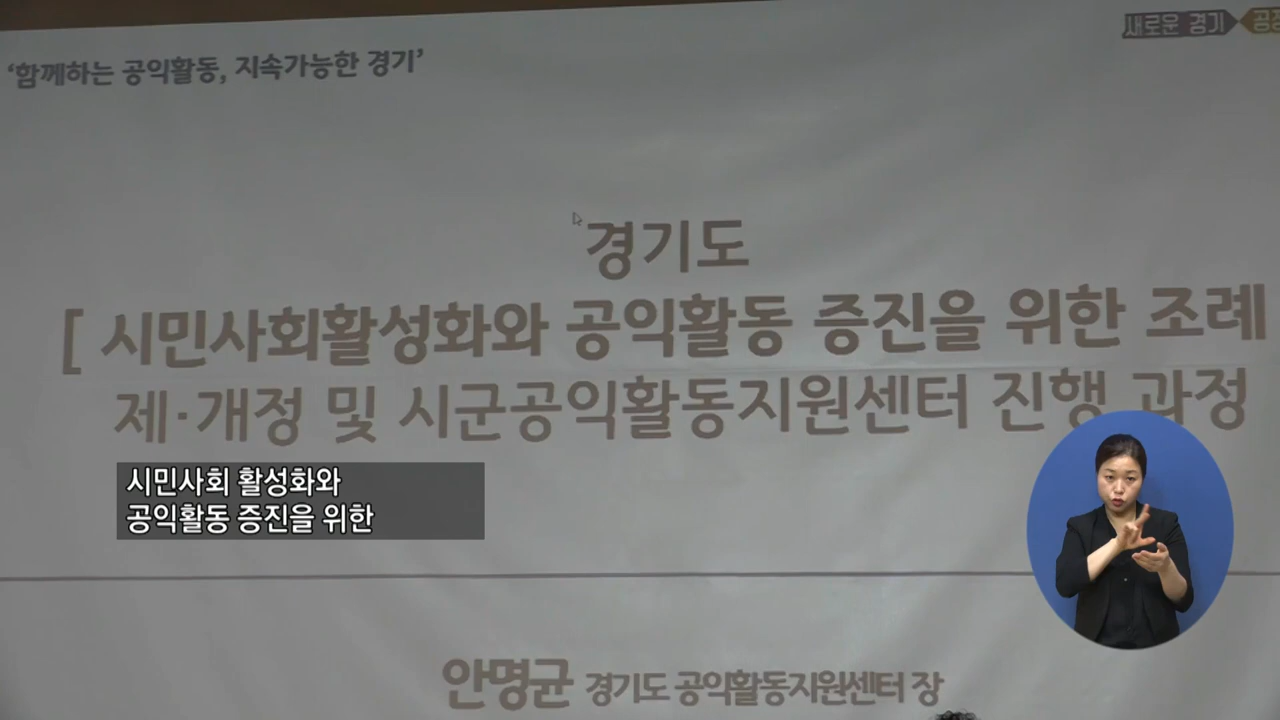 새로운 경기
'함께하는 공익활동, 지속가능한 경기'
경기도
[ 시민사회활성화와 공익활동 증진을 위한 조례
제·개정 및 시군공익활동지원센터 진행 과정
시민사회 활성화와
공익활동 증진을 위한
안명균 경기도 공익활동지원센터 장